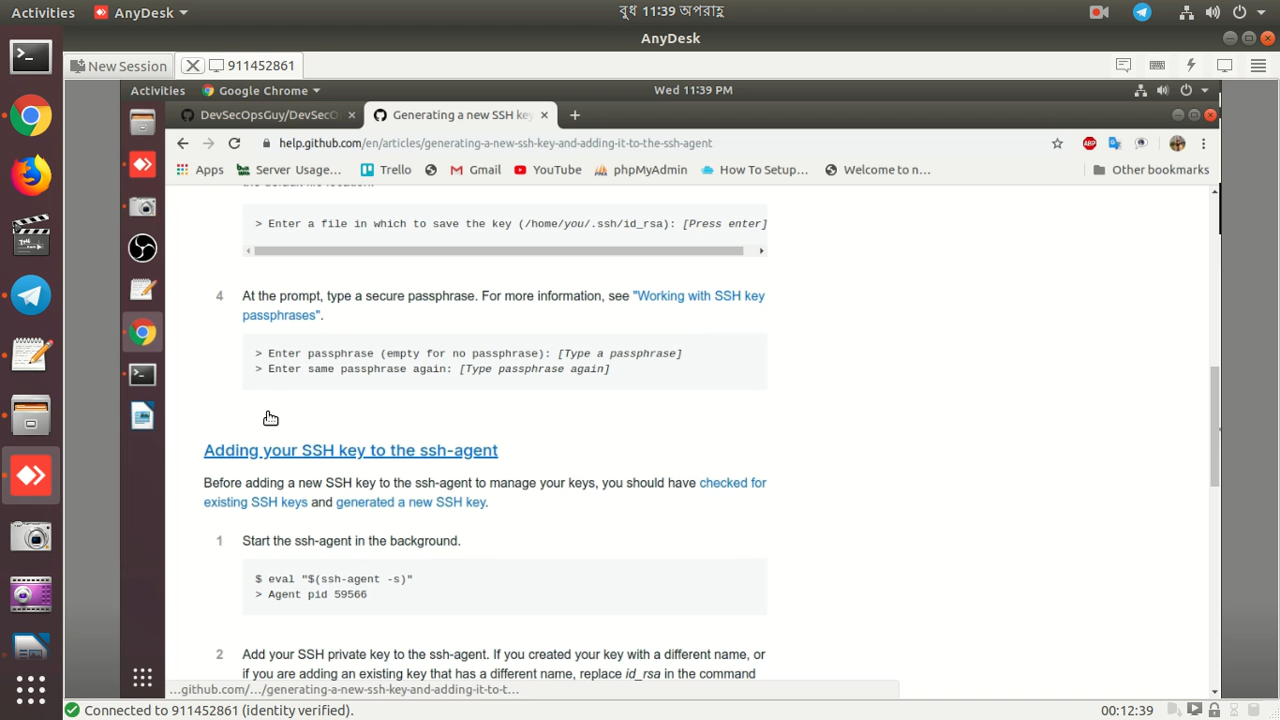 Activities AnyDesk বুধ 11:39 অপরাহ্ণ
AnyDesk
New Session 911452861
Activities Google Chrome Wed 11:39 PM
DevSecOpsGuy/DevSecO Generating a new SSH key
help.github.com/en/articles/generating-a-new-ssh-key-and-adding-it-to-the-ssh-agent
Apps Server Usage... Trello Gmail YouTube phpMyAdmin How To Setup... Welcome to n... Other bookmarks
the default file location.
> Enter a file in which to save the key (/home/you/.ssh/id_rsa): [Press enter]
4 At the prompt, type a secure passphrase. For more information, see "Working with SSH key
passphrases".
> Enter passphrase (empty for no passphrase): [Type a passphrase]
> Enter same passphrase again: [Type passphrase again]
Adding your SSH key to the ssh-agent
Before adding a new SSH key to the ssh-agent to manage your keys, you should have checked for
existing SSH keys and generated a new SSH key.
1 Start the ssh-agent in the background.
$ eval "$(ssh-agent -s)"
> Agent pid 59566
2 Add your SSH private key to the ssh-agent. If you created your key with a different name, or
if you are adding an existing key that has a different name, replace id_rsa in the command
...github.com/.../generating-a-new-ssh-key-and-adding-it-to-t...
Connected to 911452861 (identity verified). 00:12:39